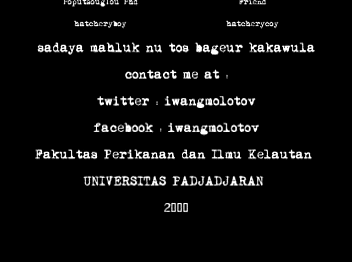 Friend
hatcheryboy hatcherycoy
sadaya mahluk nu tos bageur kakawula
contact me at :
twitter : iwangmolotov
facebook : iwangmolotov
Fakultas Perikanan dan Ilmu Kelautan
UNIVERSITAS PADJADJARAN